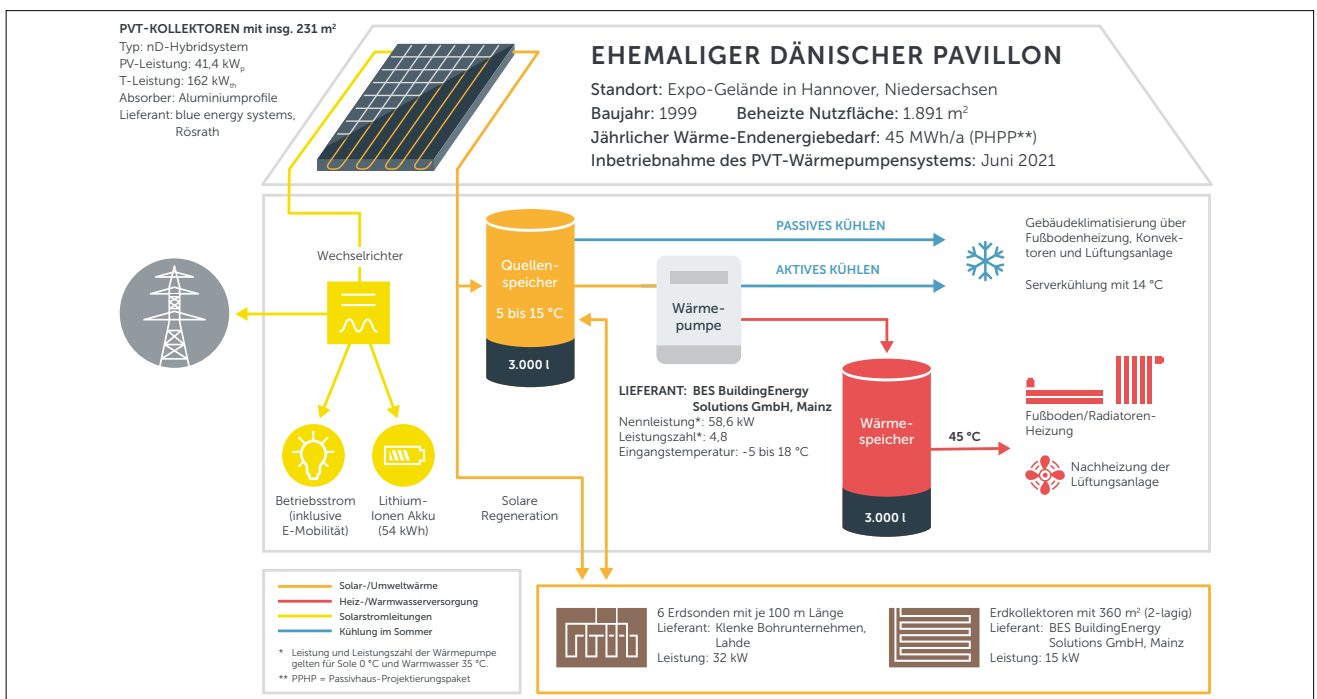 PVT-KOLLEKTOREN mit insg. 231 m²
Typ: nD-Hybridsystem
PV-Leistung: 41,4 kWₚ
T-Leistung: 162 kWₜₕ
Absorber: Aluminiumprofile
Lieferant: blue energy systems,
Rösrath
EHEMALIGER DÄNISCHER PAVILLON
Standort: Expo-Gelände in Hannover, Niedersachsen
Baujahr: 1999 Beheizte Nutzfläche: 1.891 m²
Jährlicher Wärme-Endenergiebedarf: 45 MWh/a (PHPP**)
Inbetriebnahme des PVT-Wärmepumpensystems: Juni 2021
Wechselrichter
Betriebsstrom
(inklusive
E-Mobilität)
Lithium-
Ionen Akku
(54 kWh)
Solare
Regeneration
Quellen-
speicher
5 bis 15 °C
3.000 l
PASSIVES KÜHLEN
AKTIVES KÜHLEN
Wärme-
pumpe
Gebäudeklimatisierung über
Fußbodenheizung, Konvek-
toren und Lüftungsanlage
Serverkühlung mit 14 °C
LIEFERANT: BES BuildingEnergy
Solutions GmbH, Mainz
Nennleistung*: 58,6 kW
Leistungszahl*: 4,8
Eingangstemperatur: -5 bis 18 °C
Wärme-
speicher
3.000 l
45 °C
Fußboden/Radiatoren-
Heizung
Nachheizung der
Lüftungsanlage
Solar-/Umweltwärme
Heiz-/Warmwasserversorgung
Solarstromleitungen
Kühlung im Sommer
* Leistung und Leistungszahl der Wärmepumpe
gelten für Sole 0 °C und Warmwasser 35 °C.
** PPHP = Passivhaus-Projektierungspaket
6 Erdsonden mit je 100 m Länge
Lieferant: Klenke Bohrunternehmen,
Lahde
Leistung: 32 kW
Erdkollektoren mit 360 m² (2-lagig)
Lieferant: BES BuildingEnergy
Solutions GmbH, Mainz
Leistung: 15 kW